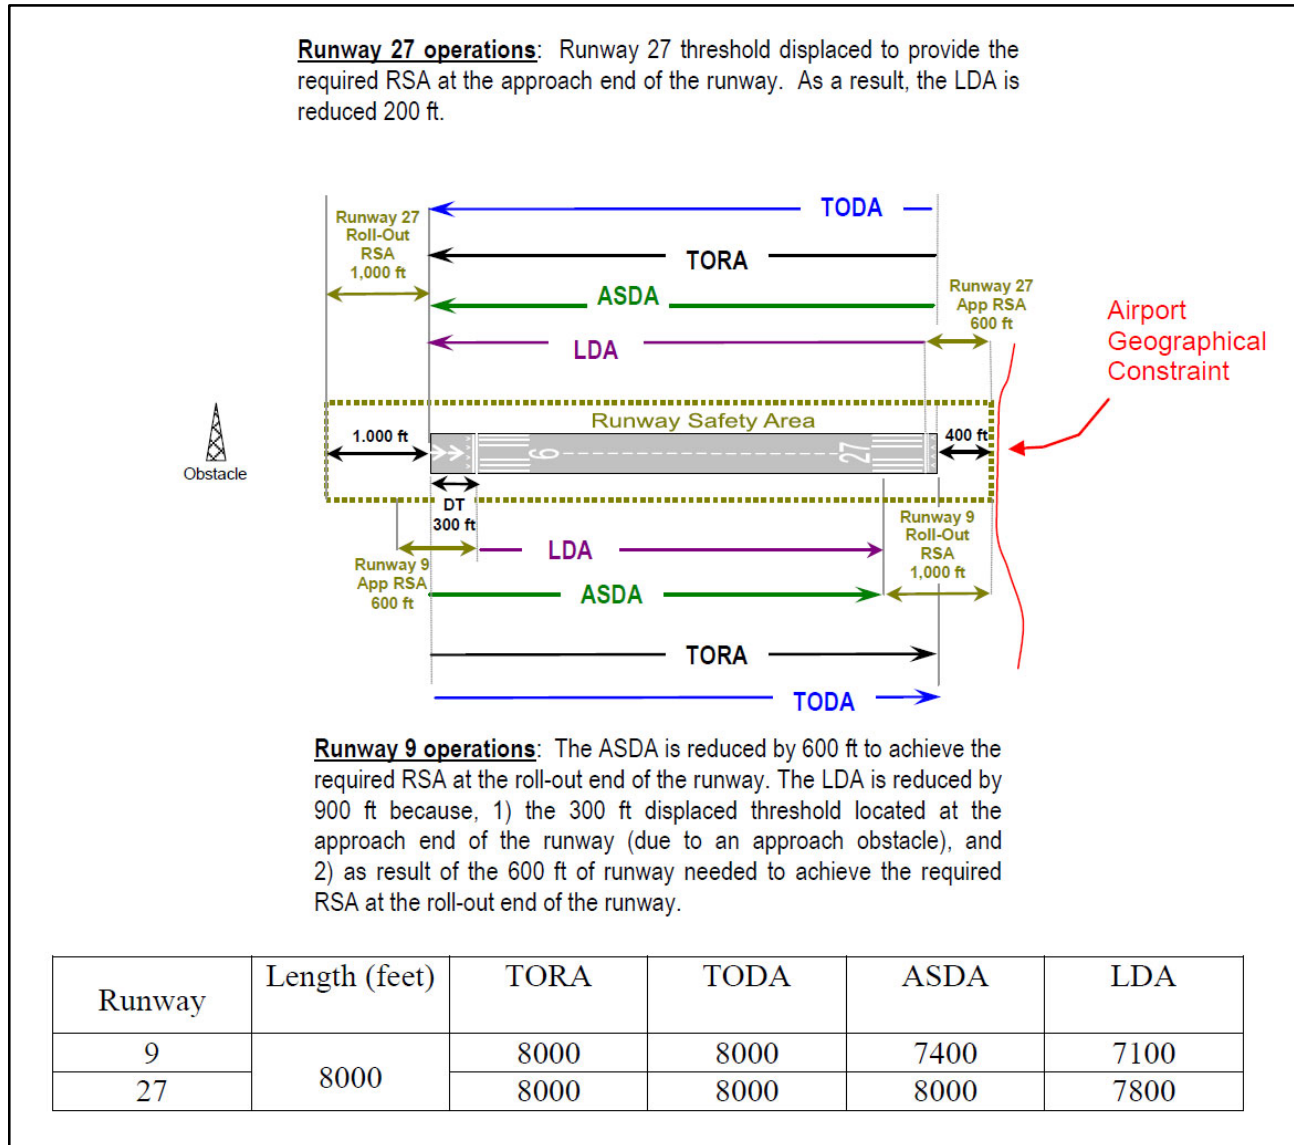 Runway 27 operations: Runway 27 threshold displaced to provide the
required RSA at the approach end of the runway. As a result, the LDA is
reduced 200 ft.
TODA
Runway 27
Roll-Out
RSA
1,000 ft
TORA
ASDA
Runway 27
App RSA
600 ft
LDA
Airport
Geographical
Constraint
Runway Safety Area
1.000 ft
9
27
400 ft
Obstacle
DT
300 ft
Runway 9
Roll-Out
RSA
1,000 ft
LDA
Runway 9
App RSA
600 ft
ASDA
TORA
TODA
Runway 9 operations: The ASDA is reduced by 600 ft to achieve the
required RSA at the roll-out end of the runway. The LDA is reduced by
900 ft because, 1) the 300 ft displaced threshold located at the
approach end of the runway (due to an approach obstacle), and
2) as result of the 600 ft of runway needed to achieve the required
RSA at the roll-out end of the runway.
Runway Length (feet) TORA TODA ASDA LDA
9 8000 8000 8000 7400 7100
27 8000 8000 8000 7800